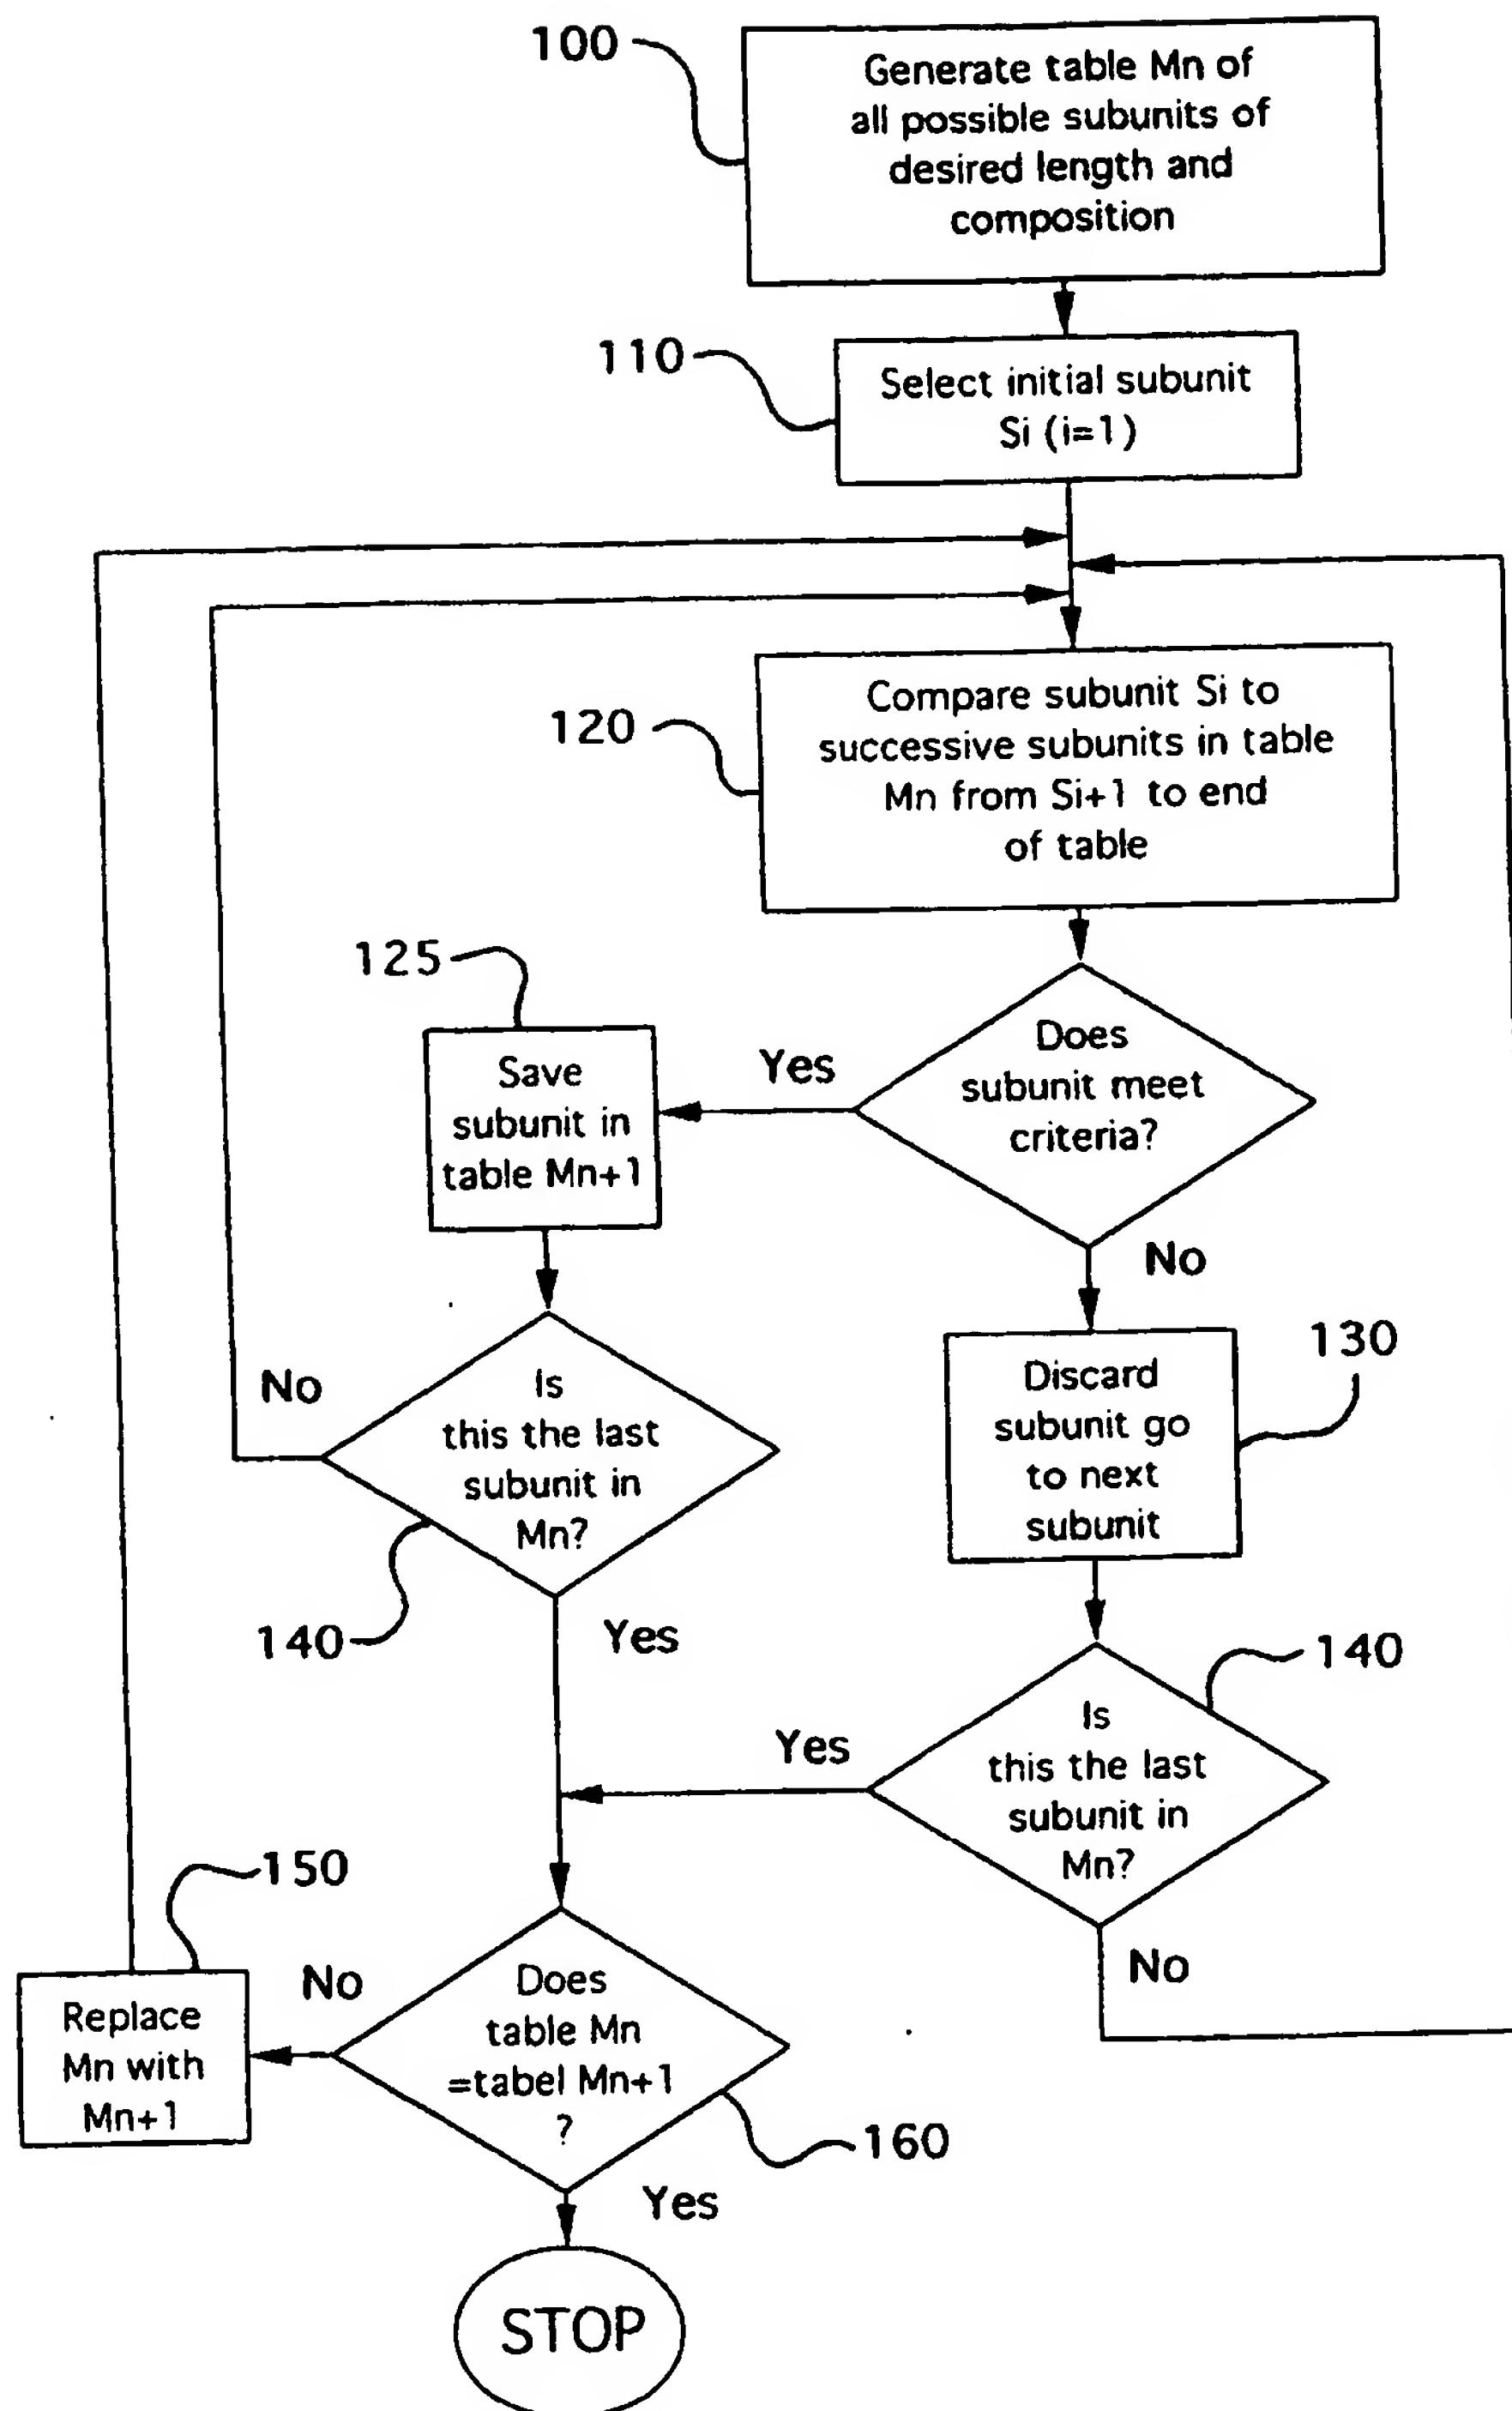 100
Generate table Mn of
all possible subunits of
desired length and
composition
110
Select initial subunit
Si (i=1)
120
Compare subunit Si to
successive subunits in table
Mn from Si+1 to end
of table
125
Save
subunit in
table Mn+1
Yes
Does
subunit meet
criteria?
No
130
Discard
subunit go
to next
subunit
No
Is
this the last
subunit in
Mn?
140
Yes
140
Is
this the last
subunit in
Mn?
Yes
No
150
Replace
Mn with
Mn+1
No
Does
table Mn
=tabel Mn+1
?
160
Yes
STOP